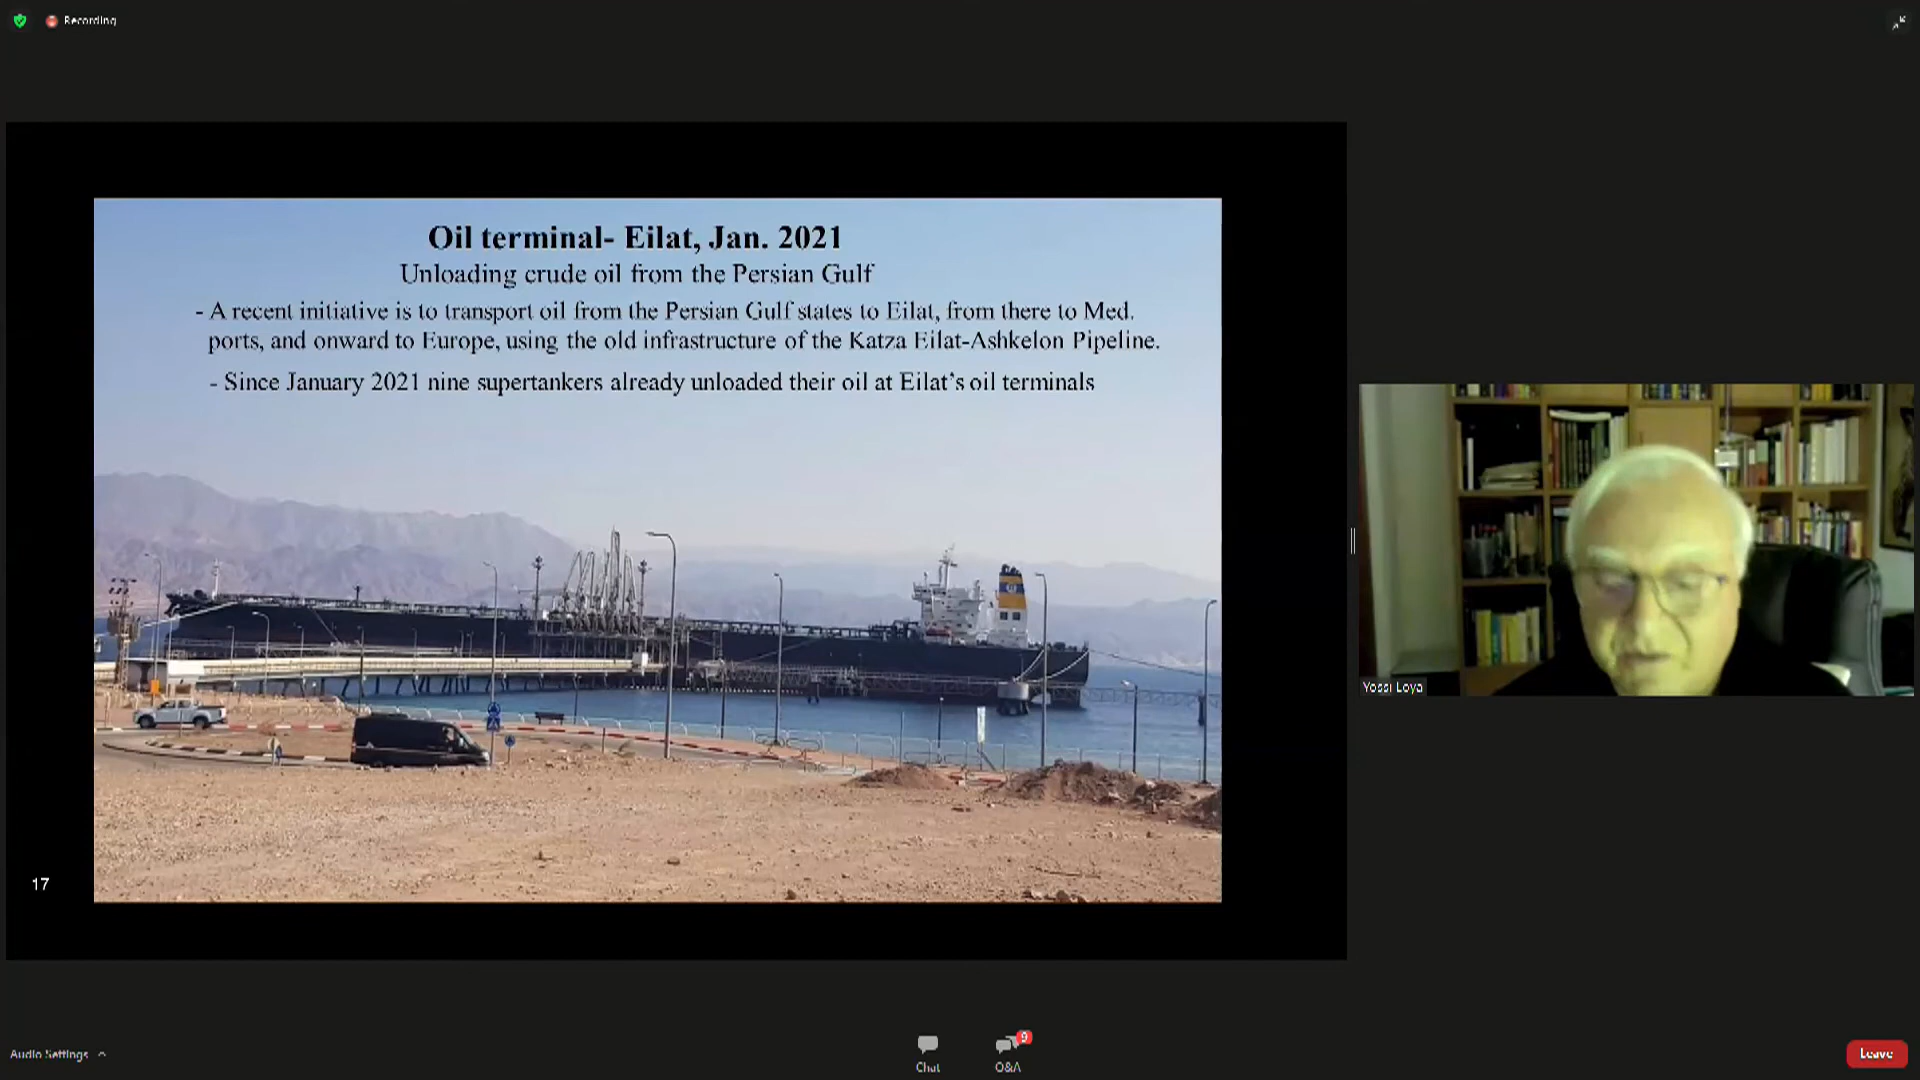 Recording
Oil terminal- Eilat, Jan. 2021
Unloading crude oil from the Persian Gulf
- A recent initiative is to transport oil from the Persian Gulf states to Eilat, from there to Med.
ports, and onward to Europe, using the old infrastructure of the Katza Eilat-Ashkelon Pipeline.
- Since January 2021 nine supertankers already unloaded their oil at Eilat’s oil terminals
Yossi Loya
17
Audio Settings
Chat
9
Q&A
Leave